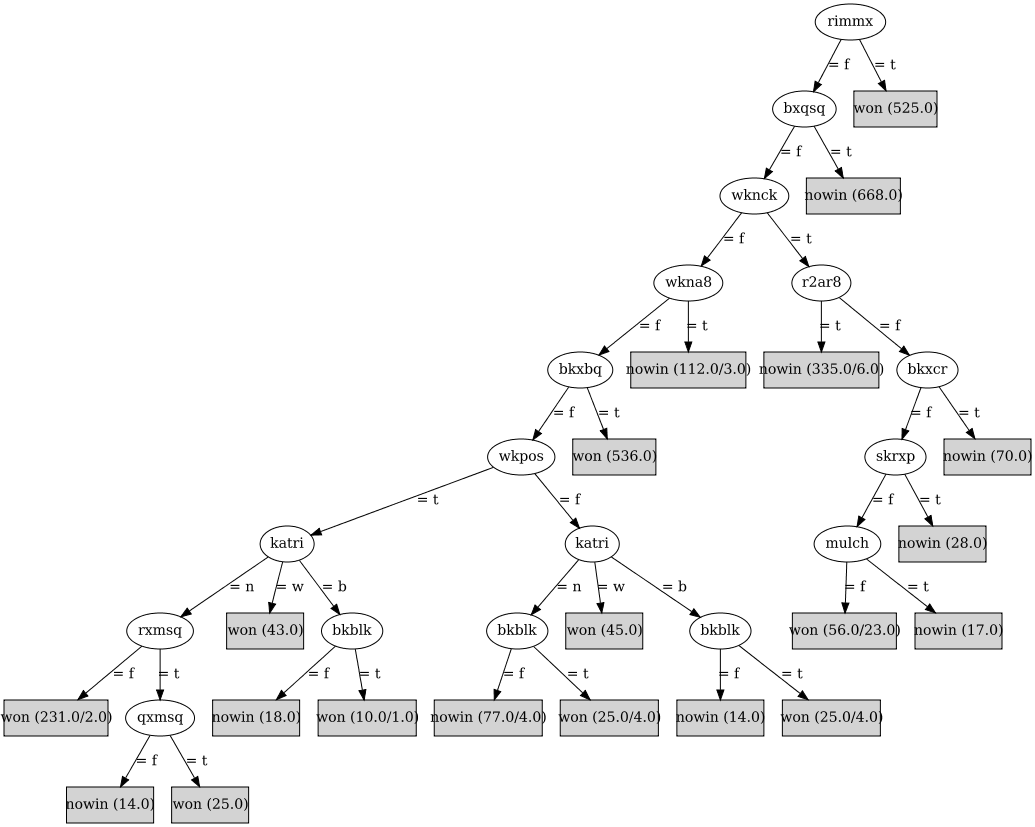 rimmx
= f
= t
bxqsq
won (525.0)
= f
= t
wknck
nowin (668.0)
= f
= t
wkna8
r2ar8
= f
= t
= t
= f
bkxbq
nowin (112.0/3.0)
nowin (335.0/6.0)
bkxcr
= f
= t
= f
= t
wkpos
won (536.0)
skrxp
nowin (70.0)
= t
= f
= f
= t
katri
katri
mulch
nowin (28.0)
= n
= w
= b
= n
= w
= b
= f
= t
rxmsq
won (43.0)
bkblk
bkblk
won (45.0)
bkblk
won (56.0/23.0)
nowin (17.0)
= f
= t
= f
= t
= f
= t
= f
= t
won (231.0/2.0)
qxmsq
nowin (18.0)
won (10.0/1.0)
nowin (77.0/4.0)
won (25.0/4.0)
nowin (14.0)
won (25.0/4.0)
= f
= t
nowin (14.0)
won (25.0)